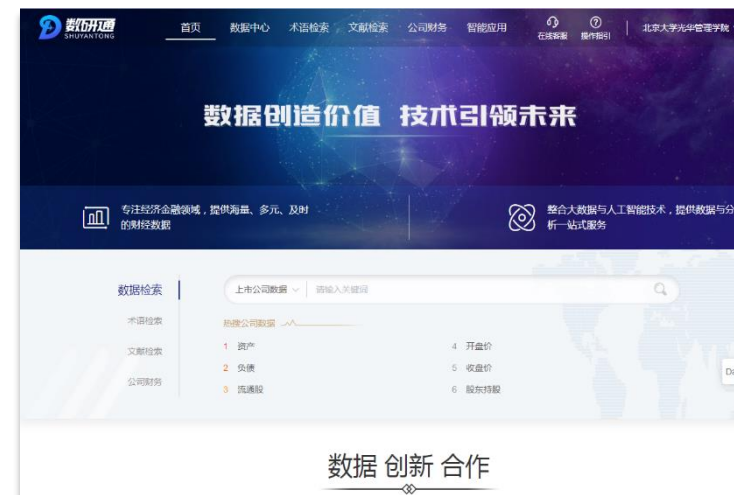 数研通
SHUYANTONG
首页 数据中心 术语检索 文献检索 公司财务 智能应用 在线客服 操作指引 北京大学光华管理学院
数据创造价值 技术引领未来
专注经济金融领域，提供海量、多元、及时
的财经数据
整合大数据与人工智能技术，提供数据与分
析一站式服务
数据检索
上市公司数据 请输入关键词
术语检索
热搜公司数据
文献检索
1 资产
4 开盘价
公司财务
2 负债
5 收盘价
3 流通股
6 股东持股
Da
数据 创新 合作